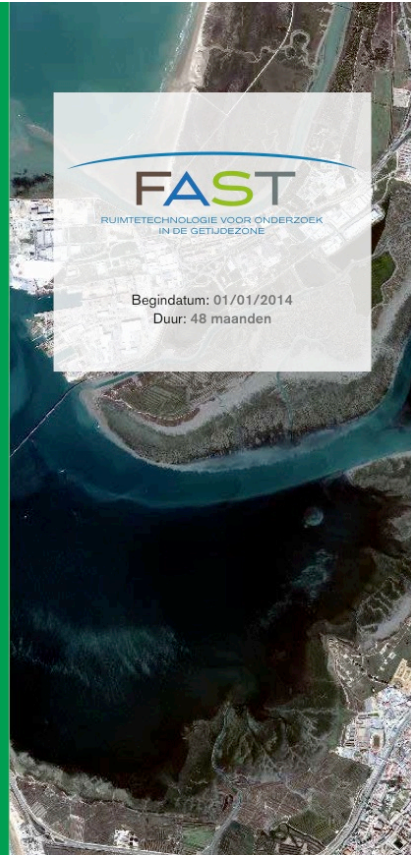 FAST
RUIMTETECHNOLOGIE VOOR ONDERZOEK
IN DE GETIJDEZONE
Begindatum: 01/01/2014
Duur: 48 maanden